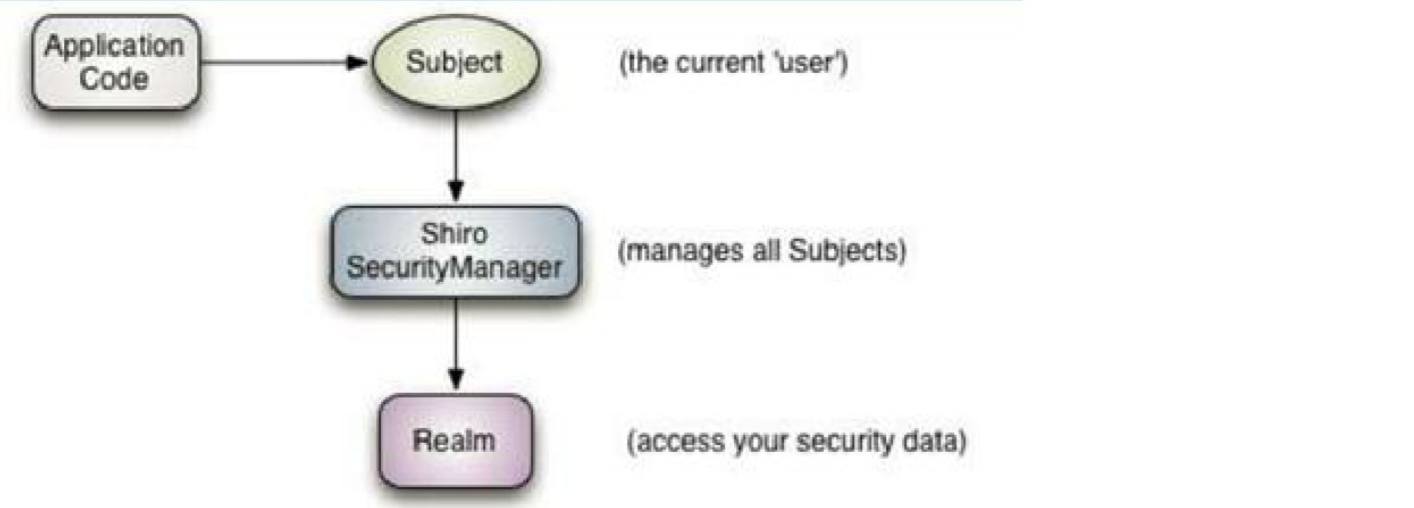 Application
Code
Subject
(the current 'user')
Shiro
SecurityManager
(manages all Subjects)
Realm
(access your security data)